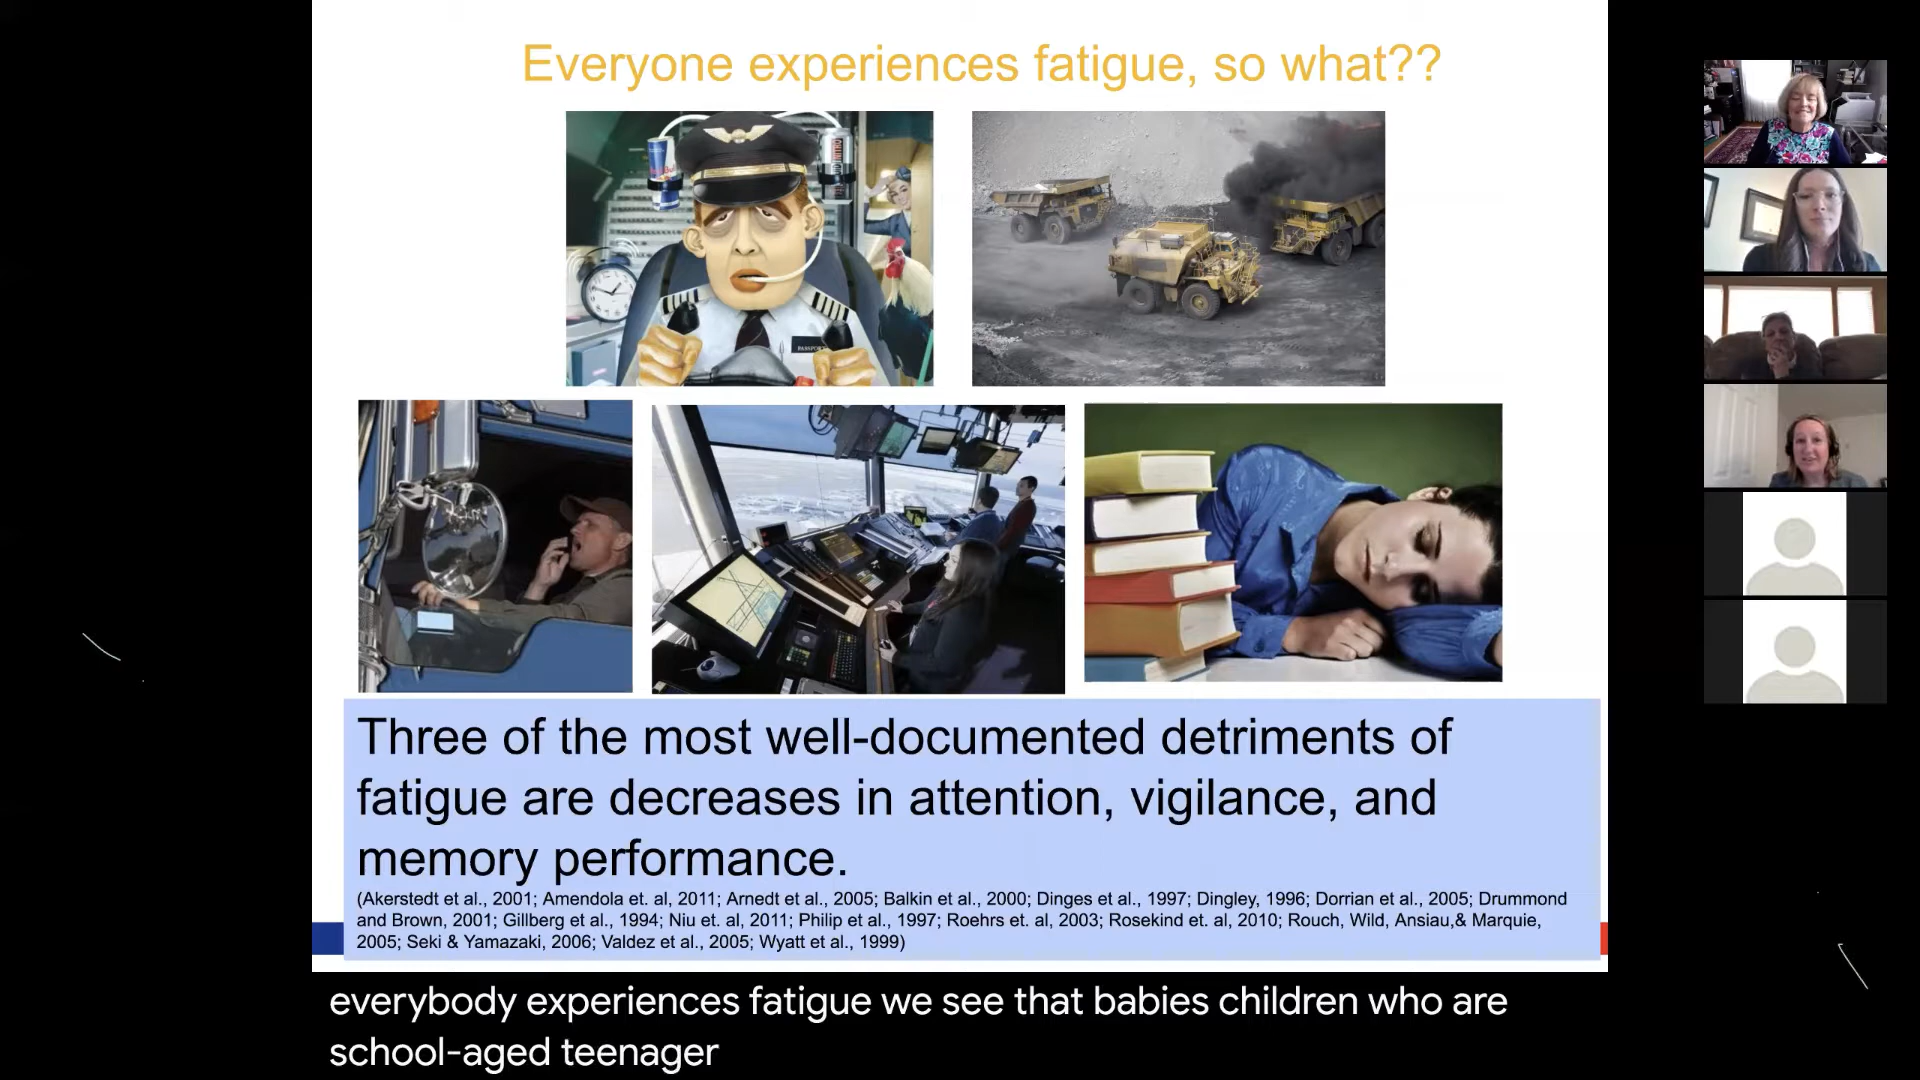 Everyone experiences fatigue, so what??
Three of the most well-documented detriments of
fatigue are decreases in attention, vigilance, and
memory performance.
(Akerstedt et al., 2001; Amendola et. al, 2011; Arnedt et al., 2005; Balkin et al., 2000; Dinges et al., 1997; Dingley, 1996; Dorrian et al., 2005; Drummond
and Brown, 2001; Gillberg et al., 1994; Niu et. al, 2011; Philip et al., 1997; Roehrs et. al, 2003; Rosekind et. al, 2010; Rouch, Wild, Ansiau,& Marquie,
2005; Seki & Yamazaki, 2006; Valdez et al., 2005; Wyatt et al., 1999)
everybody experiences fatigue we see that babies children who are
school-aged teenager